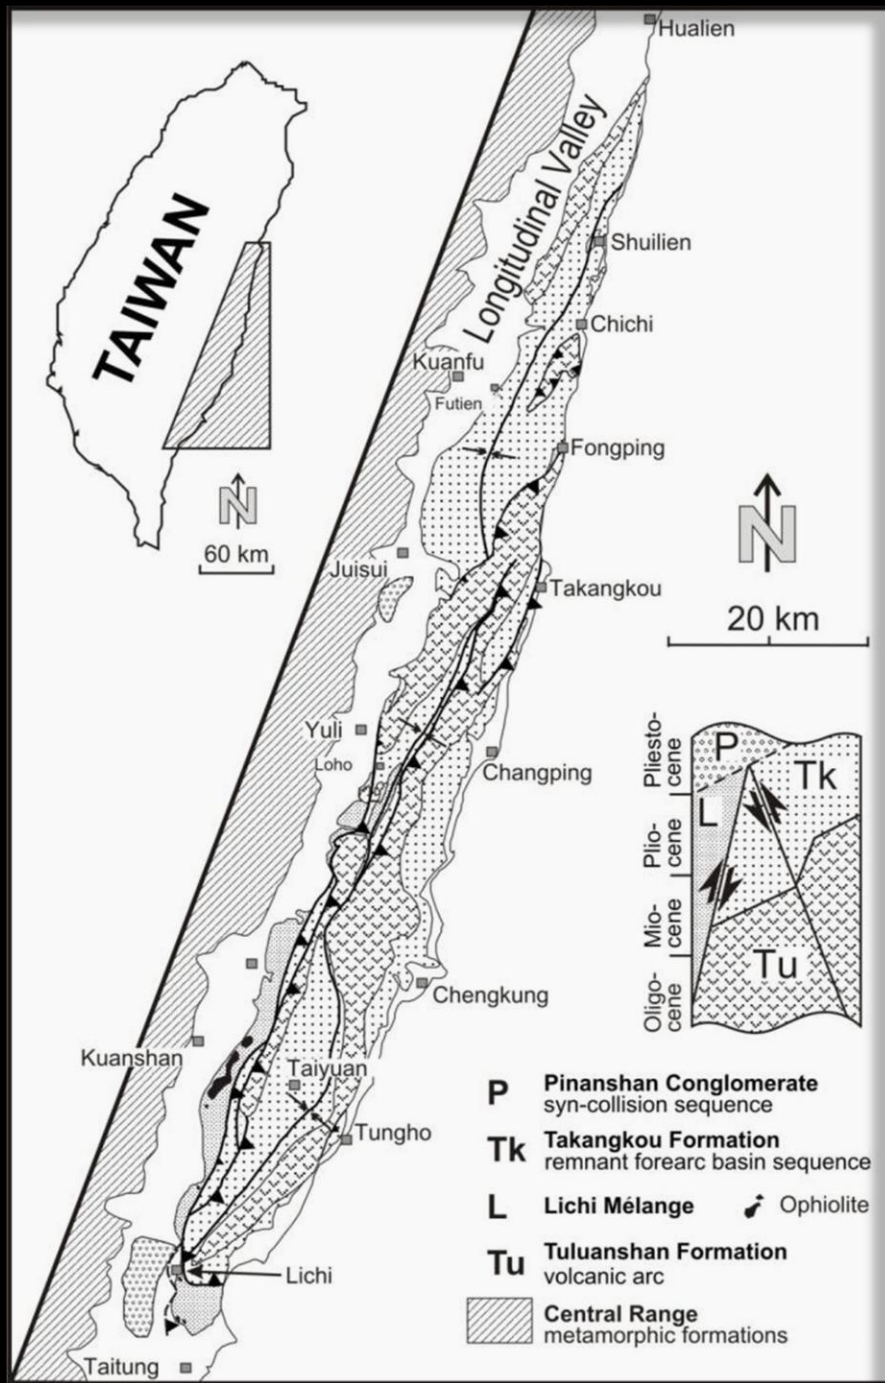 Hualien
Longitudinal Valley
TAIWAN
Shuilien
Chichi
Kuanfu
Futien
Fongping
N
60 km
N
Juisui
Takangkou
20 km
Yuli
Loho
Changping
Pliesto-
cene
Plio-
cene
Mio-
cene
Oligo-
cene
P
Tk
L
Tu
Chengkung
Kuanshan
Taiyuan
Tungho
Lichi
Taitung
P Pinanshan Conglomerate
syn-collision sequence
Tk Takangkou Formation
remnant forearc basin sequence
L Lichi Mélange Ophiolite
Tu Tuluanshan Formation
volcanic arc
Central Range
metamorphic formations